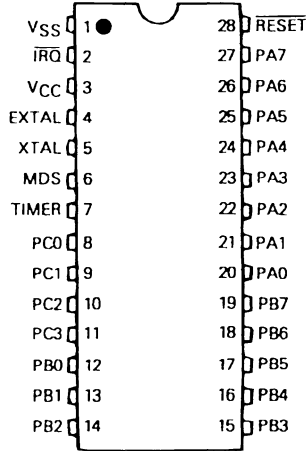 VSS 1 28 RESET
IRQ 2 27 PA7
VCC 3 26 PA6
EXTAL 4 25 PA5
XTAL 5 24 PA4
MDS 6 23 PA3
TIMER 7 22 PA2
PC0 8 21 PA1
PC1 9 20 PA0
PC2 10 19 PB7
PC3 11 18 PB6
PB0 12 17 PB5
PB1 13 16 PB4
PB2 14 15 PB3